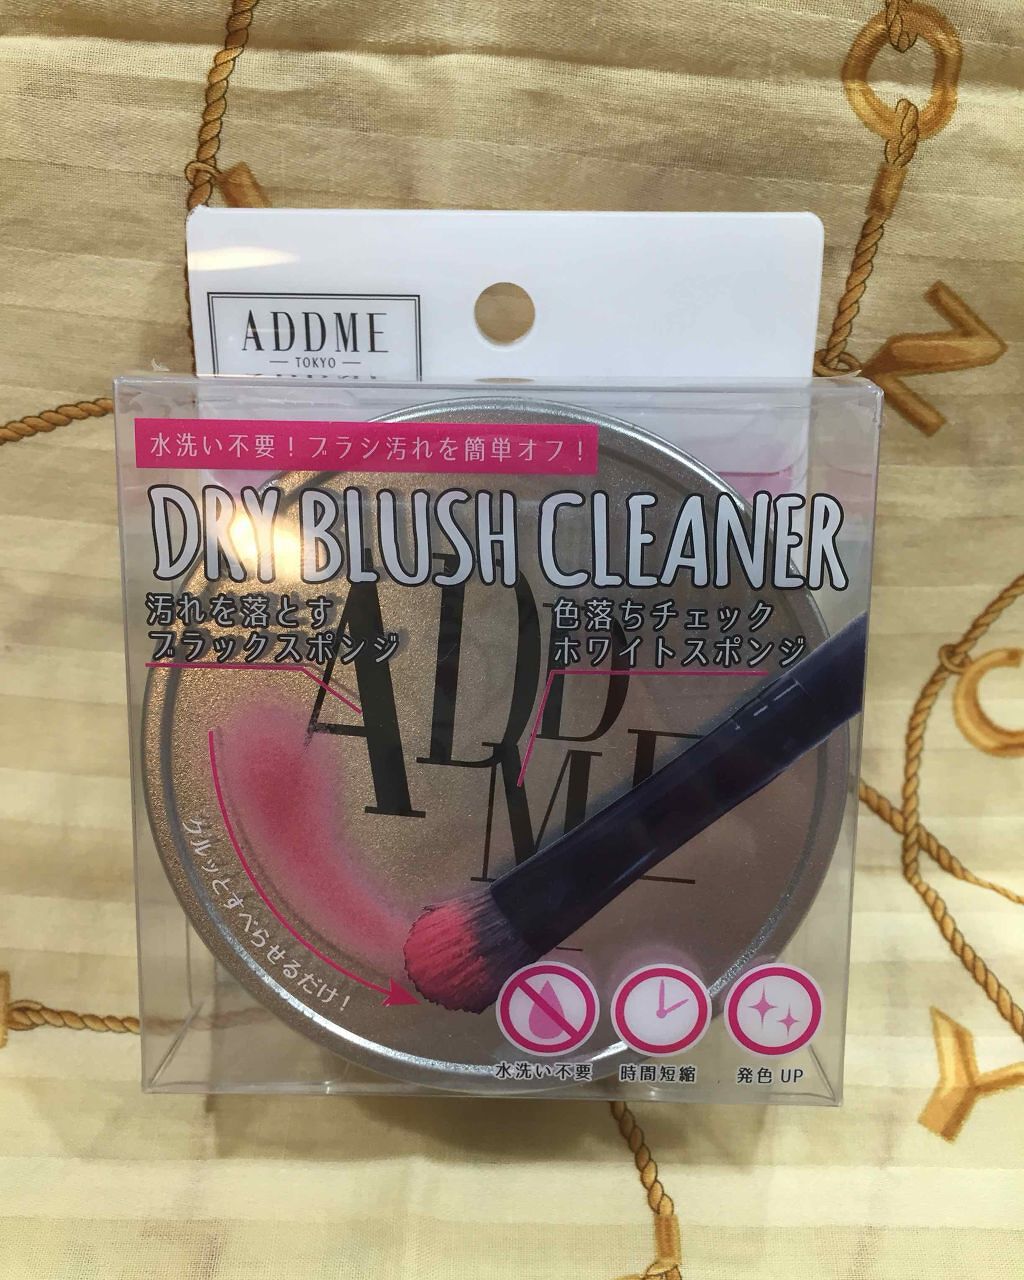 ADDME
TOKYO
水洗い不要！ブラシ汚れを簡単オフ！
DRY BLUSH CLEANER
汚れを落とす
ブラックスポンジ
色落ちチェック
ホワイトスポンジ
ADD
ME
クルッとすべらせるだけ！
水洗い不要
時間短縮
発色 UP